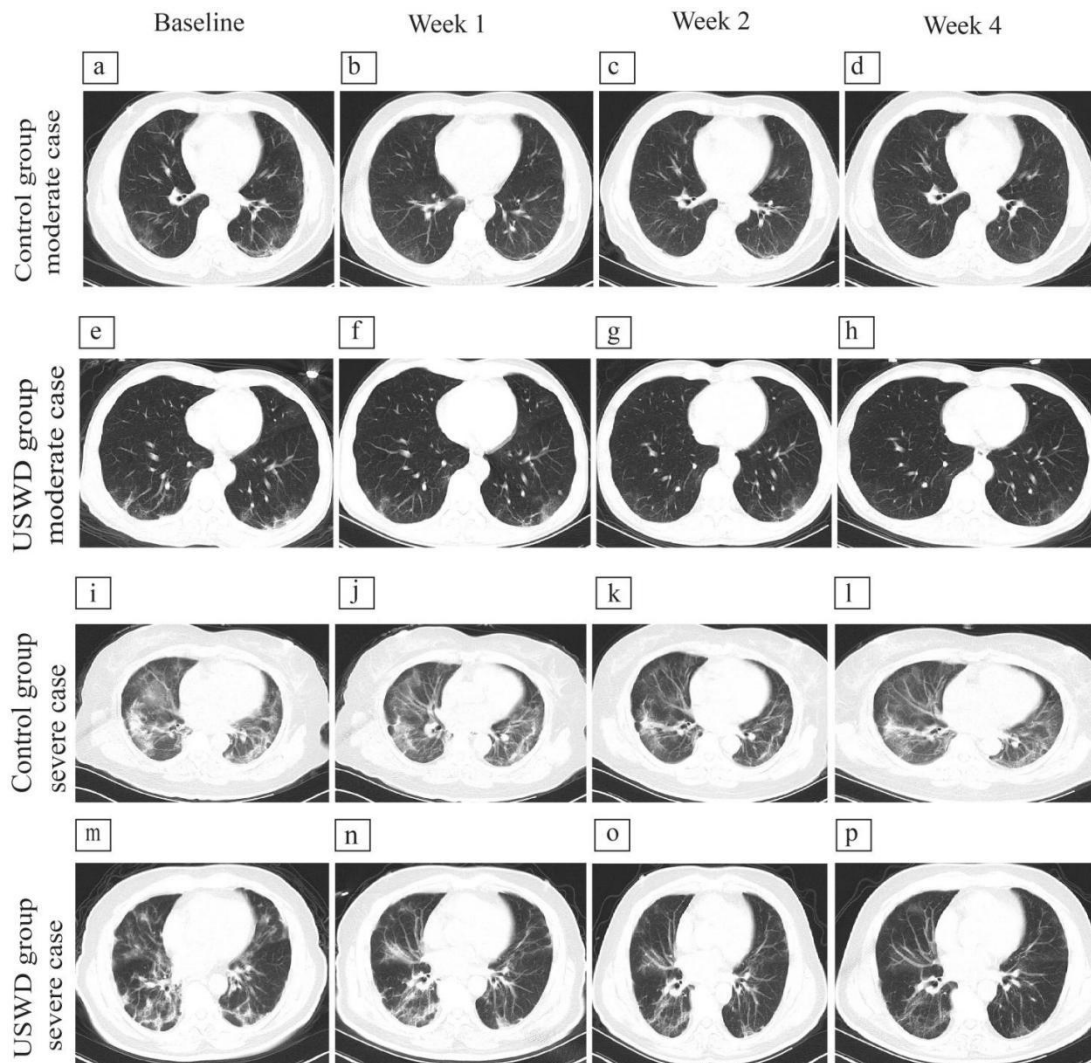 Baseline Week 1 Week 2 Week 4
a b c d
Control group
moderate case
e f g h
USWD group
moderate case
i j k l
Control group
severe case
m n o p
USWD group
severe case